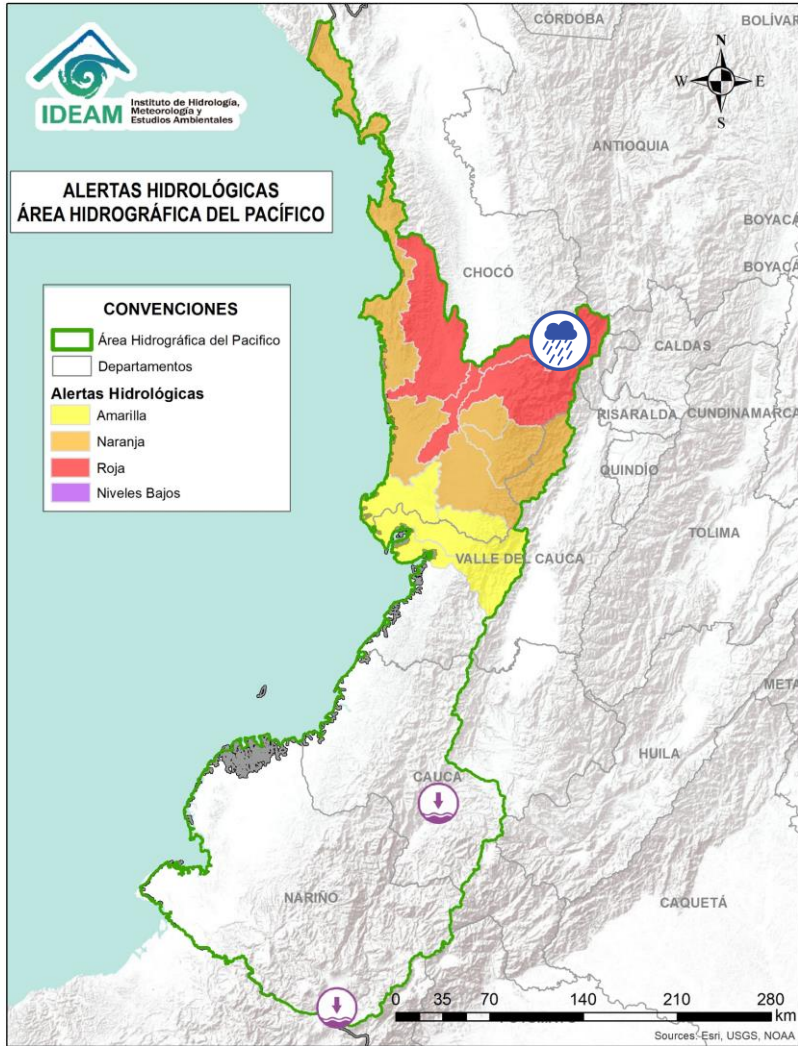 IDEAM
Instituto de Hidrología,
Meteorología y
Estudios Ambientales
ALERTAS HIDROLÓGICAS
ÁREA HIDROGRÁFICA DEL PACÍFICO
CONVENCIONES
Área Hidrográfica del Pacifico
Departamentos
Alertas Hidrológicas
Amarilla
Naranja
Roja
Niveles Bajos
N
W
E
S
CÓRDOBA
BOLÍVAR
ANTIOQUIA
BOYACÁ
BOYACÁ
CHOCÓ
CALDAS
RISARALDA
CUNDINAMARCA
QUINDÍO
TOLIMA
VALLE DEL CAUCA
META
HUILA
CAUCA
NARIÑO
CAQUETÁ
0 35 70 140 210 280
km
Sources: Esri, USGS, NOAA